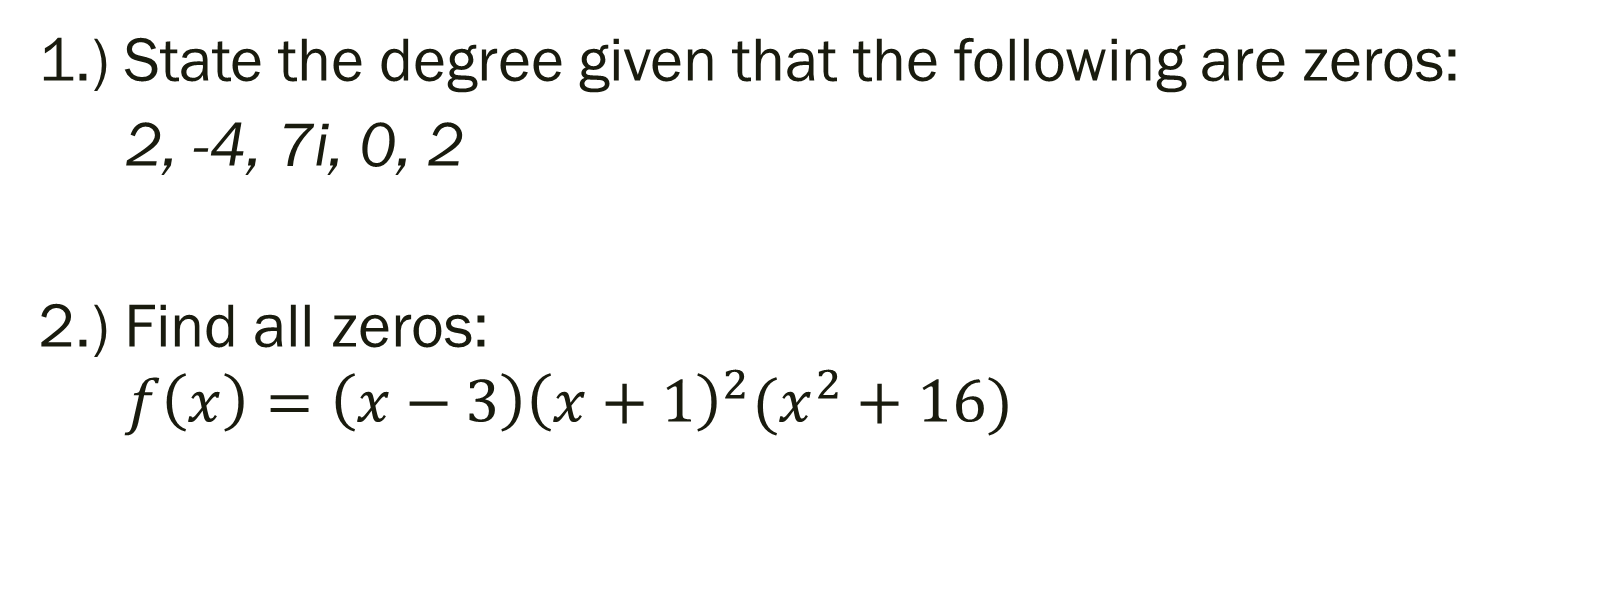 1.) State the degree given that the following are zeros:
2, -4, 7i, 0, 2
2.) Find all zeros:
f(x) = (x − 3)(x + 1)²(x² + 16)